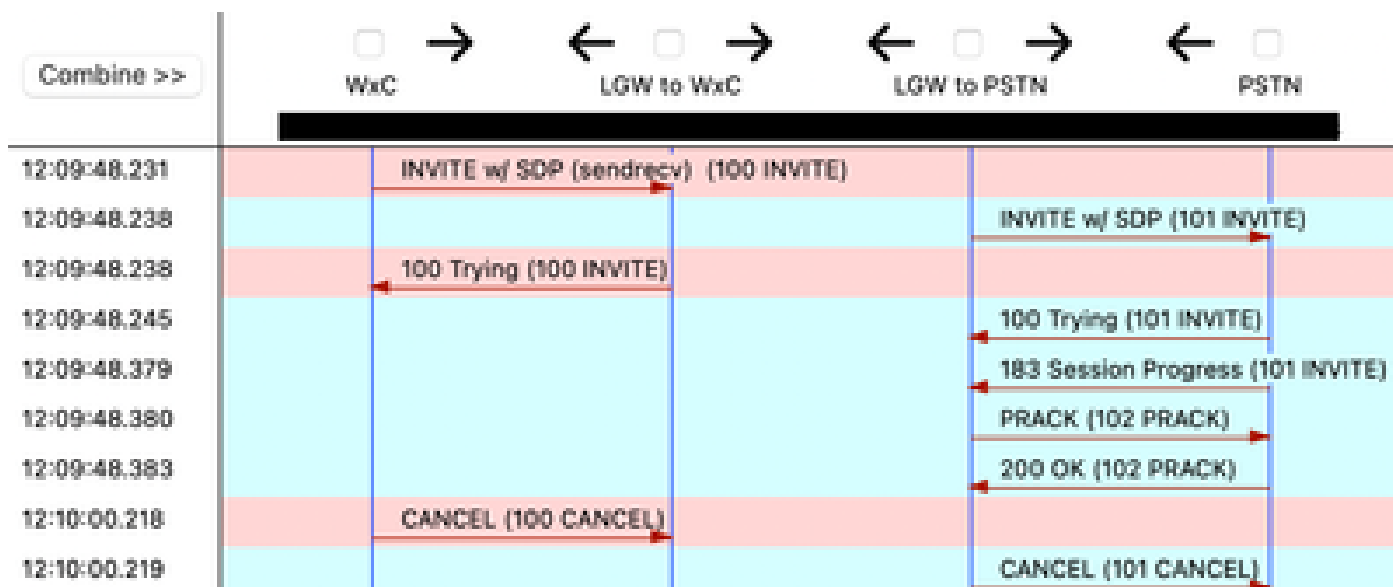 Combine >>
WxC
LGW to WxC
LGW to PSTN
PSTN
12:09:48.231 INVITE w/ SDP (sendrecv) (100 INVITE)
12:09:48.238 INVITE w/ SDP (101 INVITE)
12:09:48.238 100 Trying (100 INVITE)
12:09:48.245 100 Trying (101 INVITE)
12:09:48.379 183 Session Progress (101 INVITE)
12:09:48.380 PRACK (102 PRACK)
12:09:48.383 200 OK (102 PRACK)
12:10:00.218 CANCEL (100 CANCEL)
12:10:00.219 CANCEL (101 CANCEL)